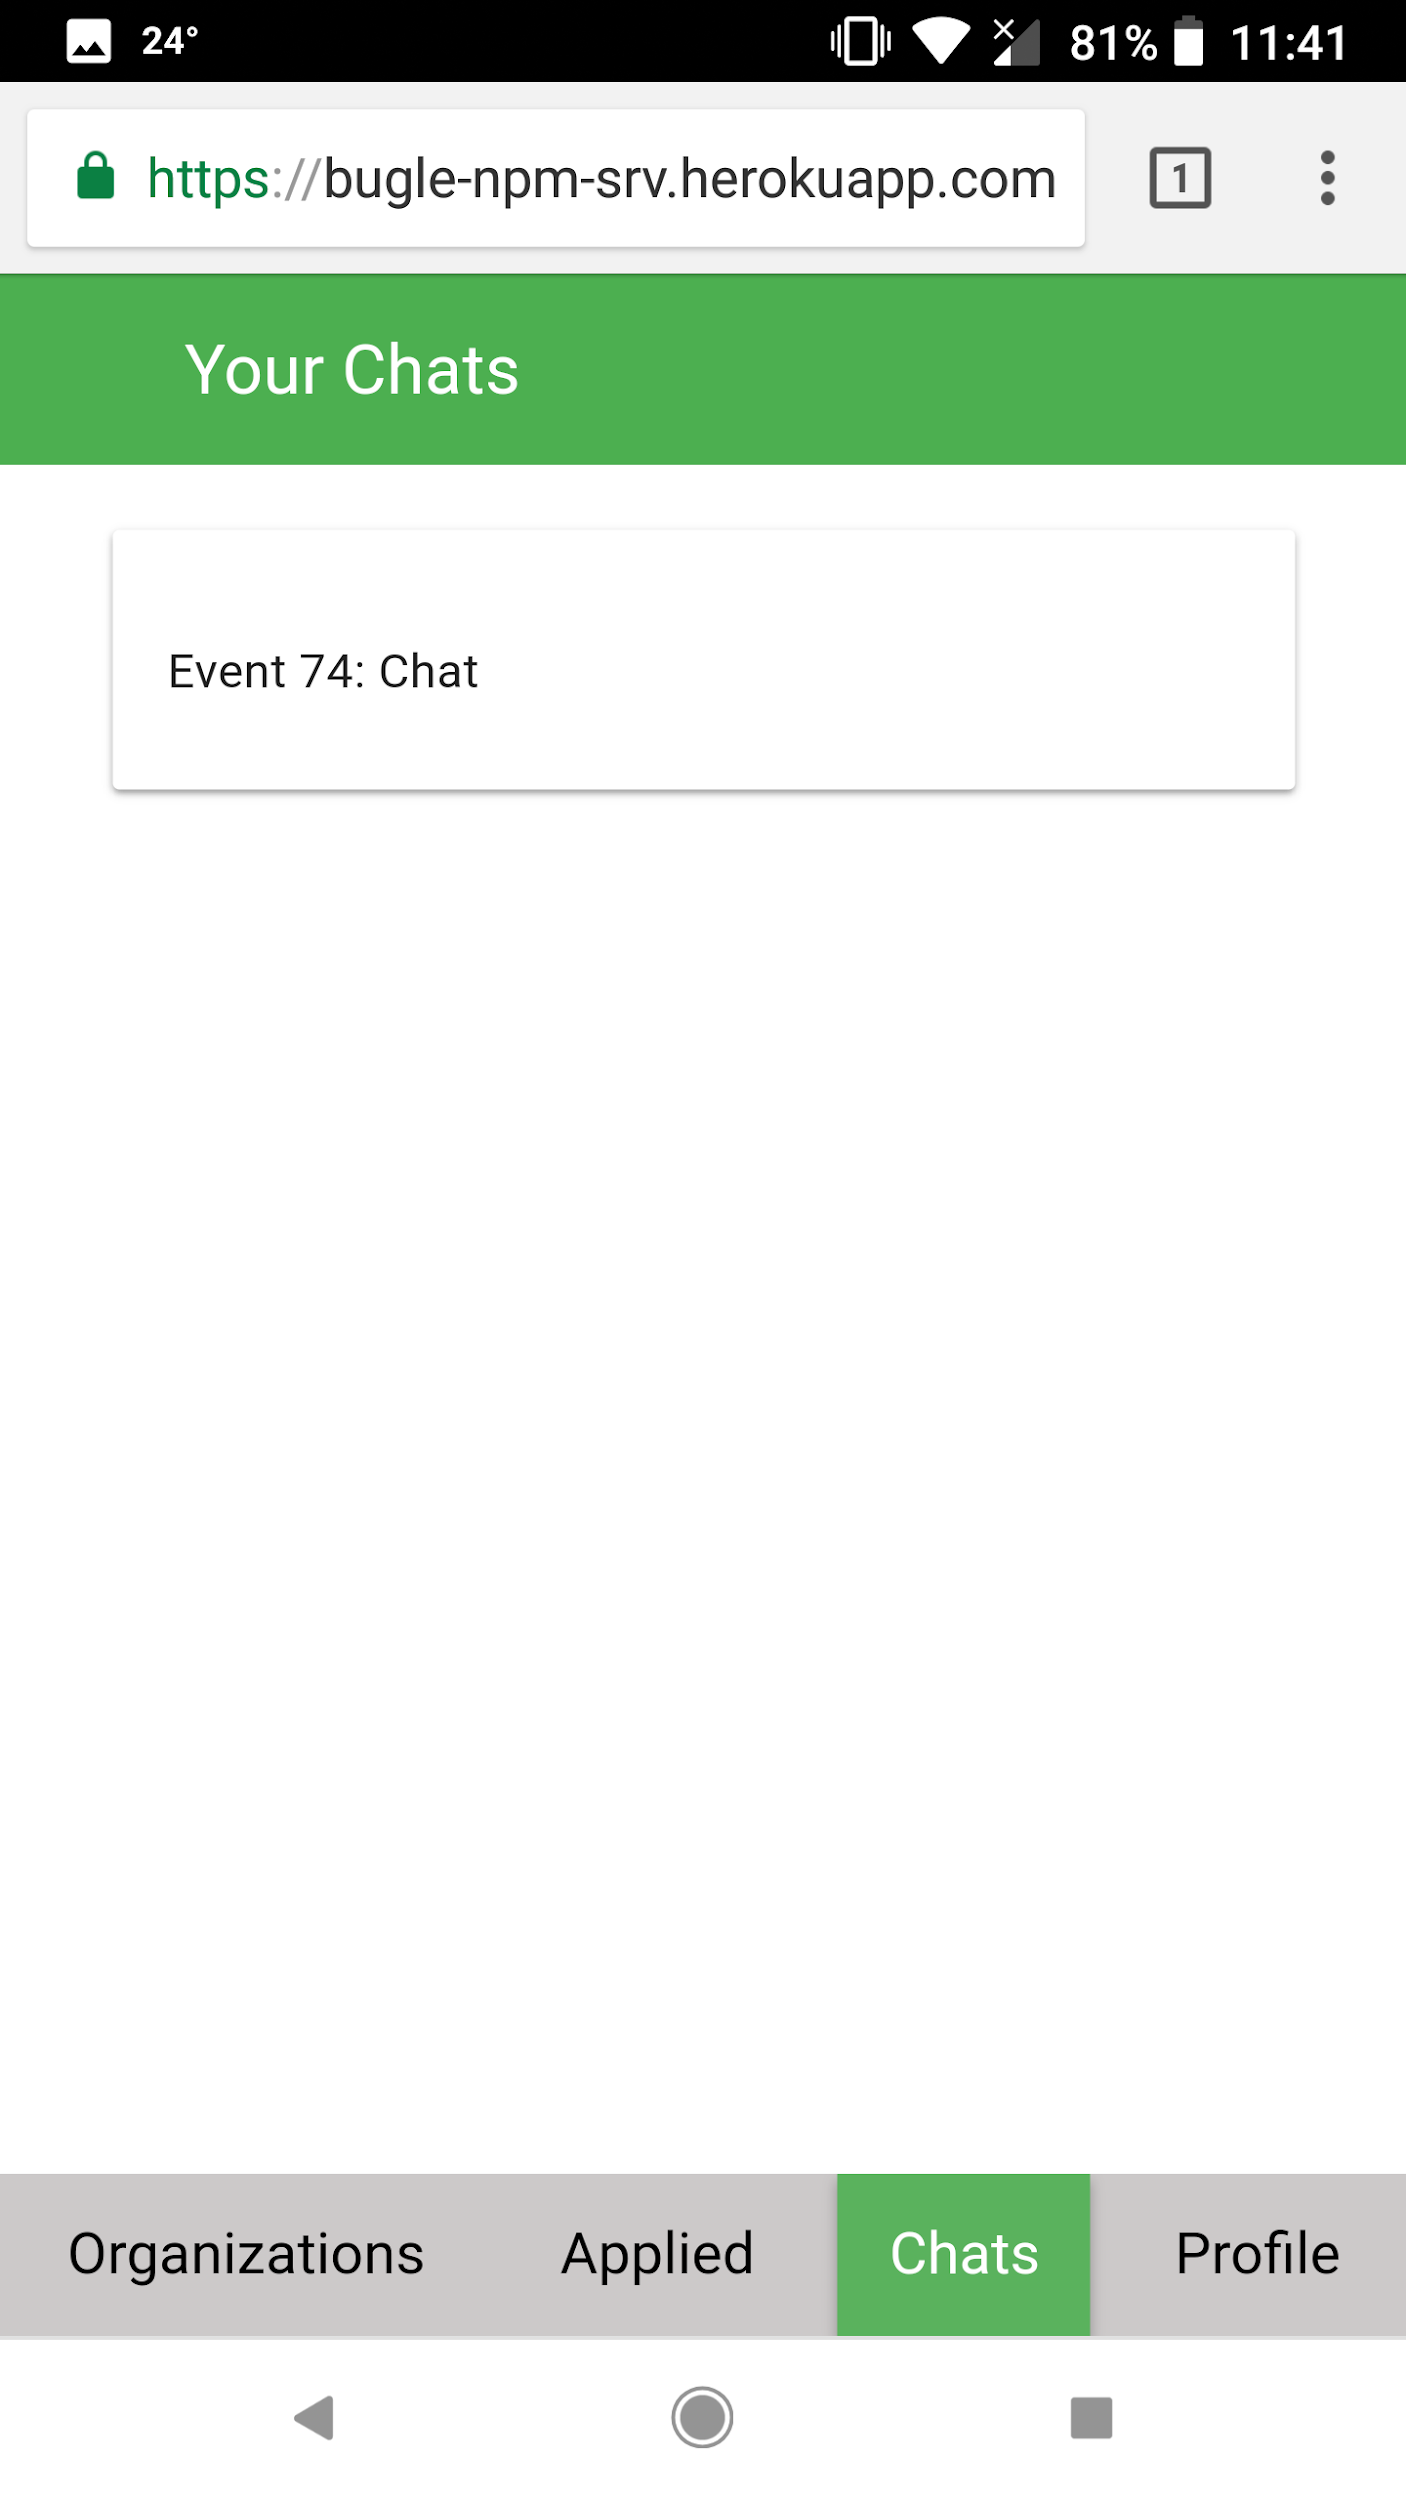 24° 81% 11:41
https://bugle-npm-srv.herokuapp.com 1
Your Chats
Event 74: Chat
Organizations Applied Chats Profile